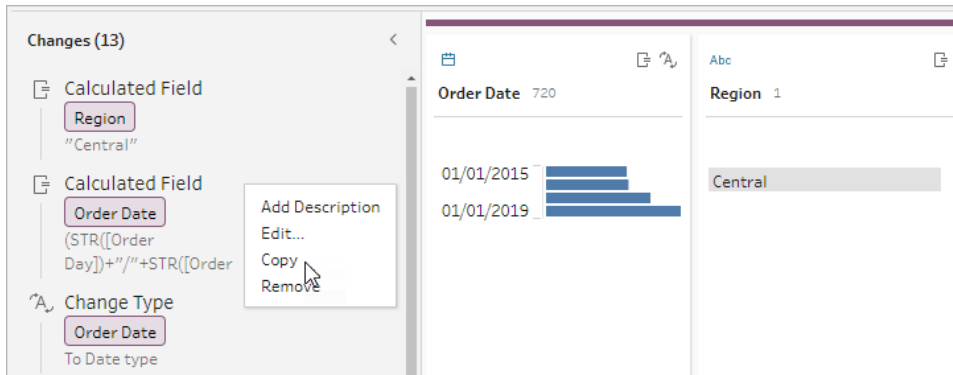 Changes (13)
Calculated Field
Region
"Central"
Calculated Field
Order Date
(STR([Order
Day])+"/"+STR([Order
Change Type
Order Date
To Date type
Add Description
Edit...
Copy
Remove
Order Date 720
01/01/2015
01/01/2019
Abc
Region 1
Central